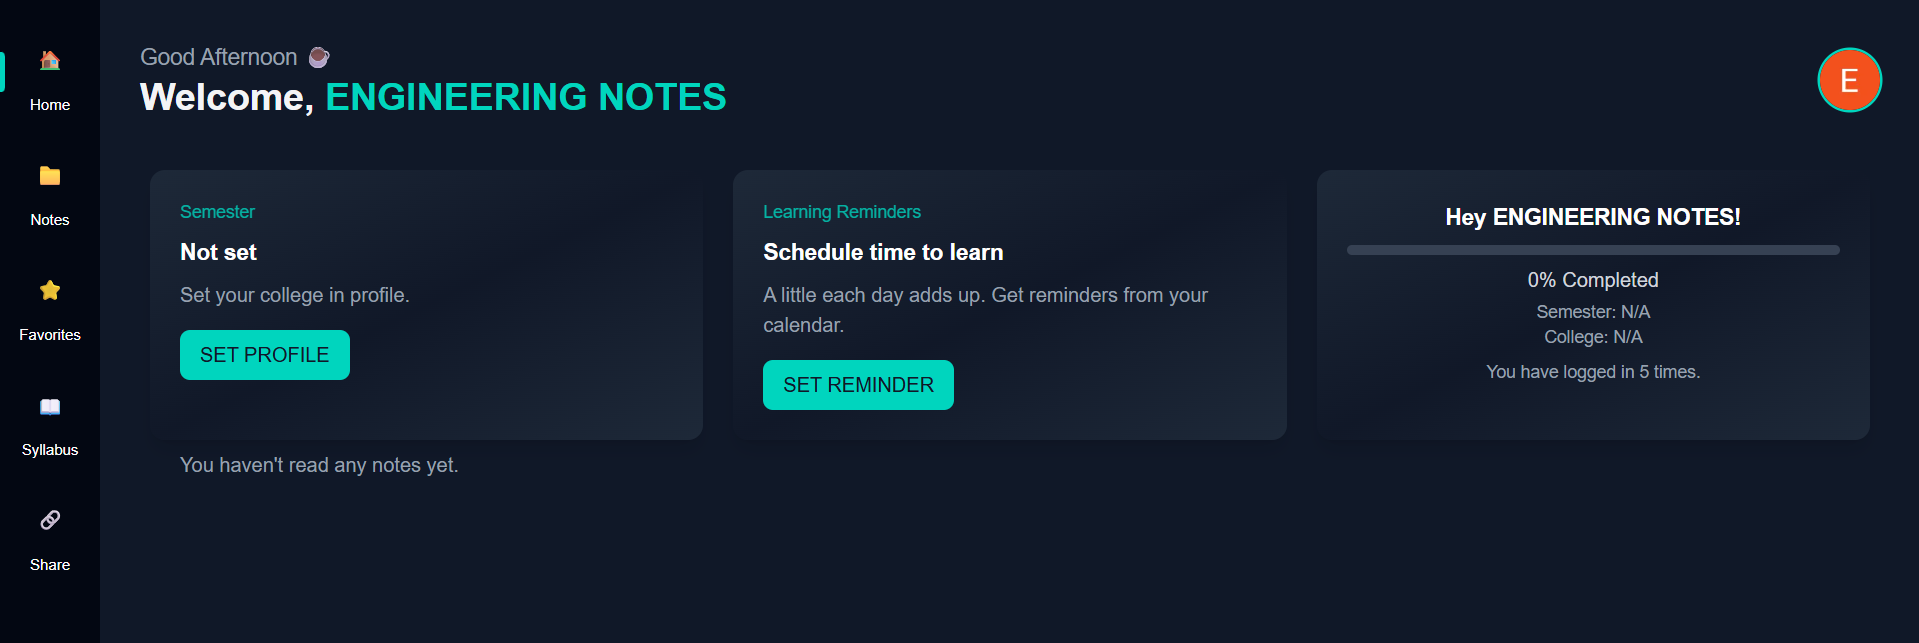 Home
Notes
Favorites
Syllabus
Share
Good Afternoon
Welcome, ENGINEERING NOTES
E
Semester
Not set
Set your college in profile.
SET PROFILE
Learning Reminders
Schedule time to learn
A little each day adds up. Get reminders from your
calendar.
SET REMINDER
Hey ENGINEERING NOTES!
0% Completed
Semester: N/A
College: N/A
You have logged in 5 times.
You haven't read any notes yet.